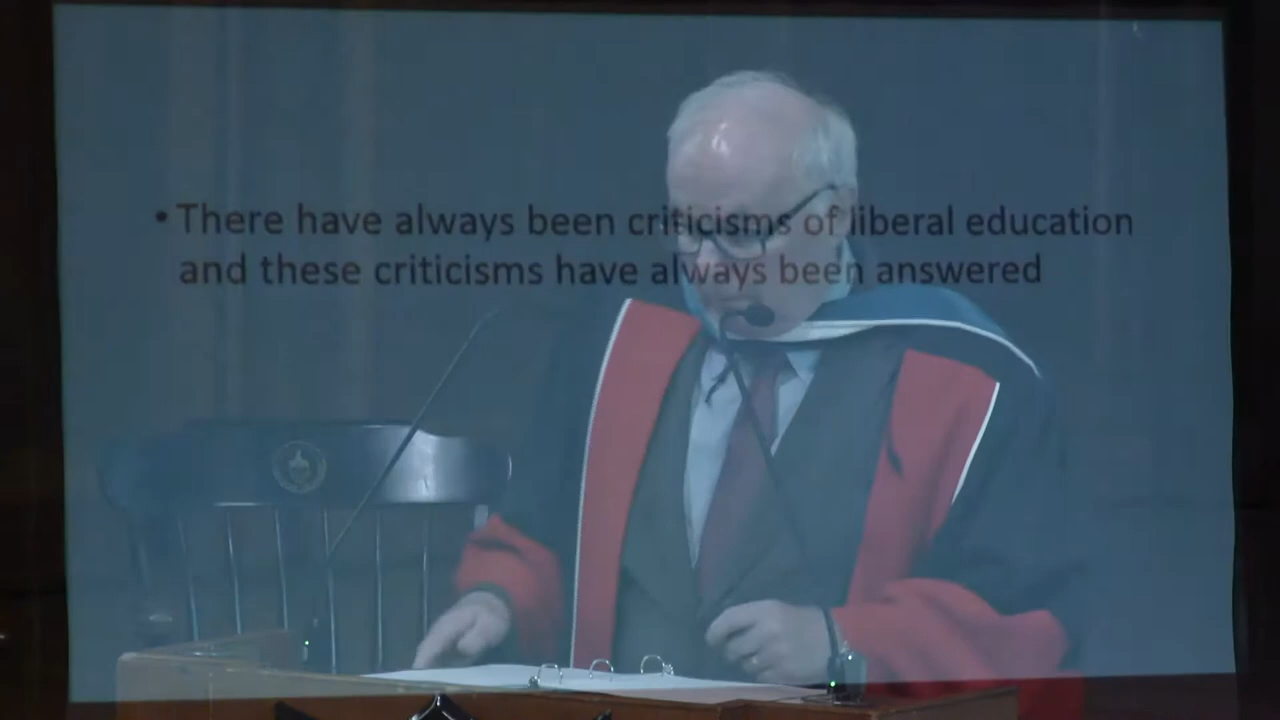 • There have always been criticisms of liberal education
and these criticisms have always been answered